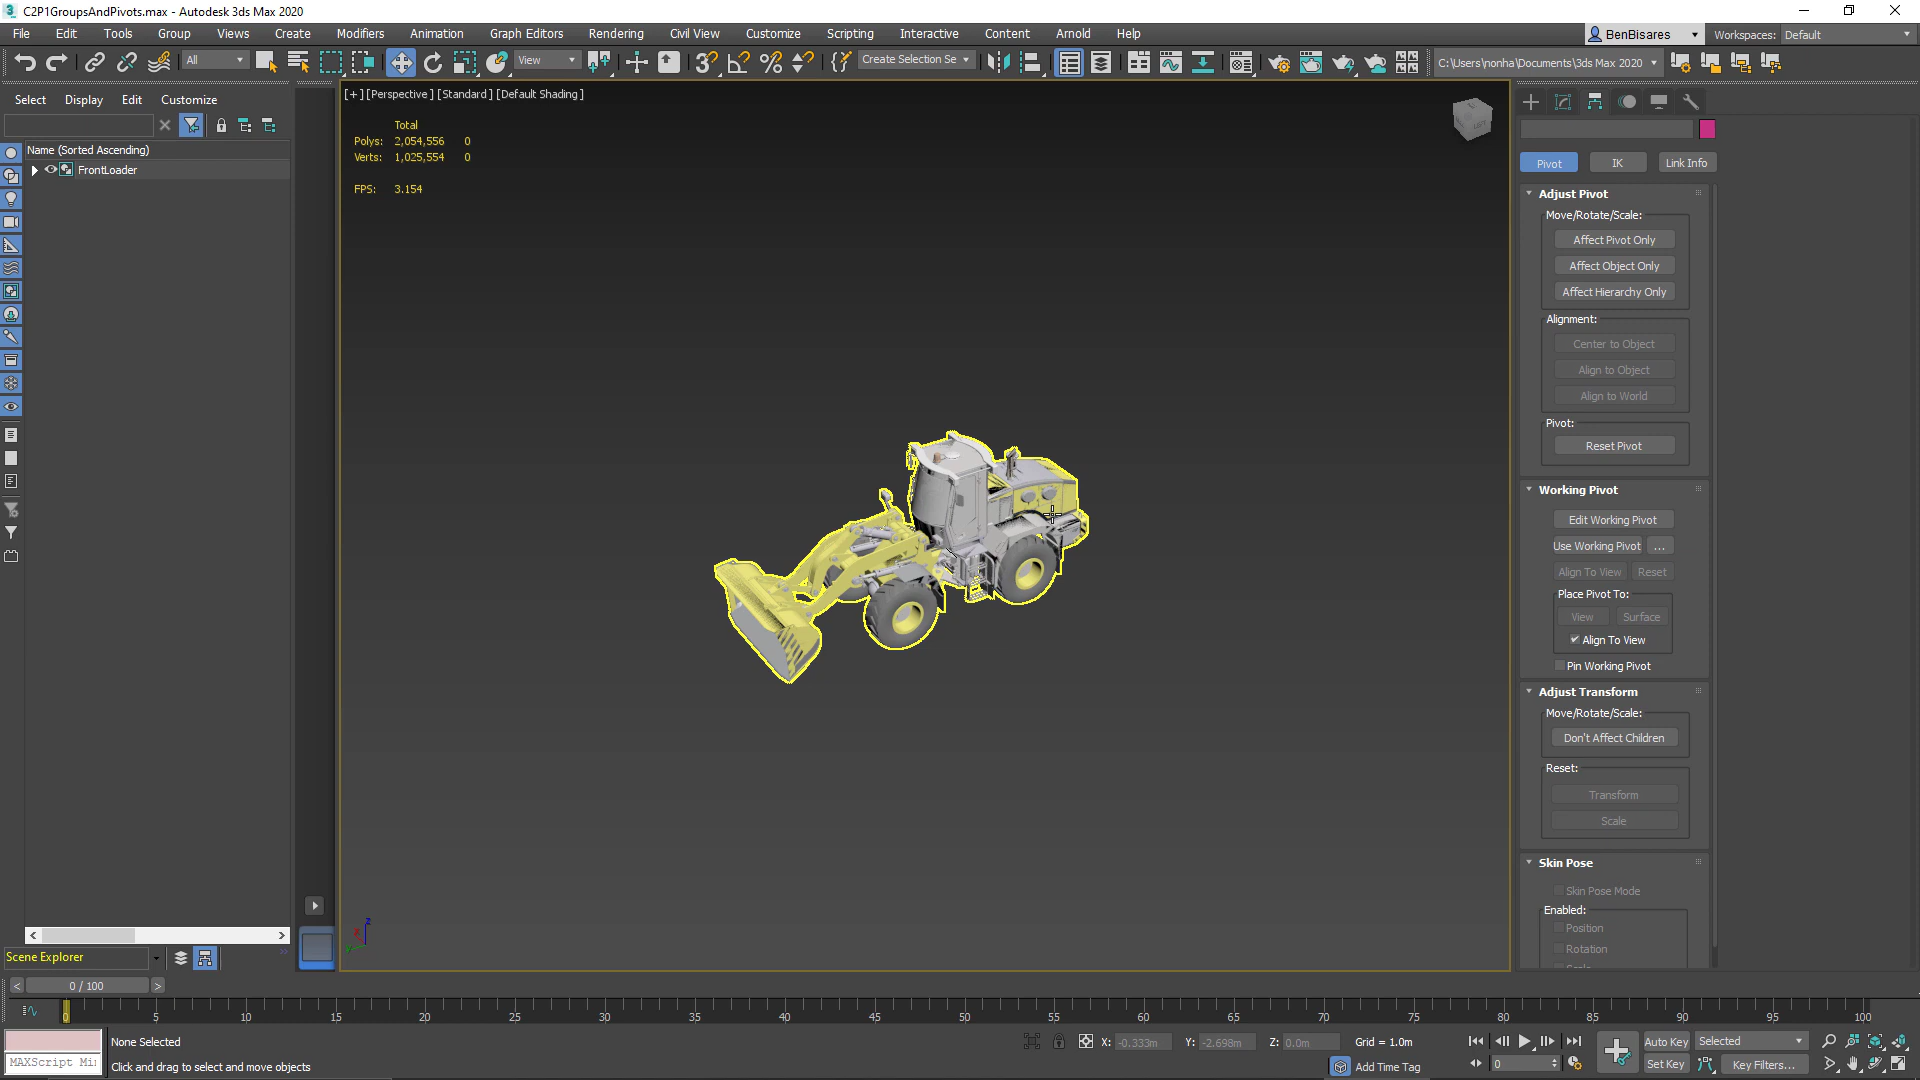 C2P1GroupsAndPivots.max - Autodesk 3ds Max 2020
File Edit Tools Group Views Create Modifiers Animation Graph Editors Rendering Civil View Customize Scripting Interactive Content Arnold Help
BenBisares Workspaces: Default
All View Create Selection Se C:\Users\nonha\Documents\3ds Max 2020
Select Display Edit Customize
Name (Sorted Ascending)
FrontLoader
[+] [Perspective] [Standard] [Default Shading]
Total
Polys: 2,054,556 0
Verts: 1,025,554 0
FPS: 3.154
Pivot IK Link Info
Adjust Pivot
Move/Rotate/Scale:
Affect Pivot Only
Affect Object Only
Affect Hierarchy Only
Alignment:
Center to Object
Align to Object
Align to World
Pivot:
Reset Pivot
Working Pivot
Edit Working Pivot
Use Working Pivot ...
Align To View Reset
Place Pivot To:
View Surface
Align To View
Pin Working Pivot
Adjust Transform
Move/Rotate/Scale:
Don't Affect Children
Reset:
Transform
Scale
Skin Pose
Skin Pose Mode
Enabled:
Position
Rotation
Scene Explorer
0 / 100
0 5 10 15 20 25 30 35 40 45 50 55 60 65 70 75 80 85 90 95 100
None Selected
X: -0.333m Y: -2.698m Z: 0.0m Grid = 1.0m
Auto Key Selected
MAXScript Mi
Click and drag to select and move objects
Add Time Tag
0
Set Key Key Filters...